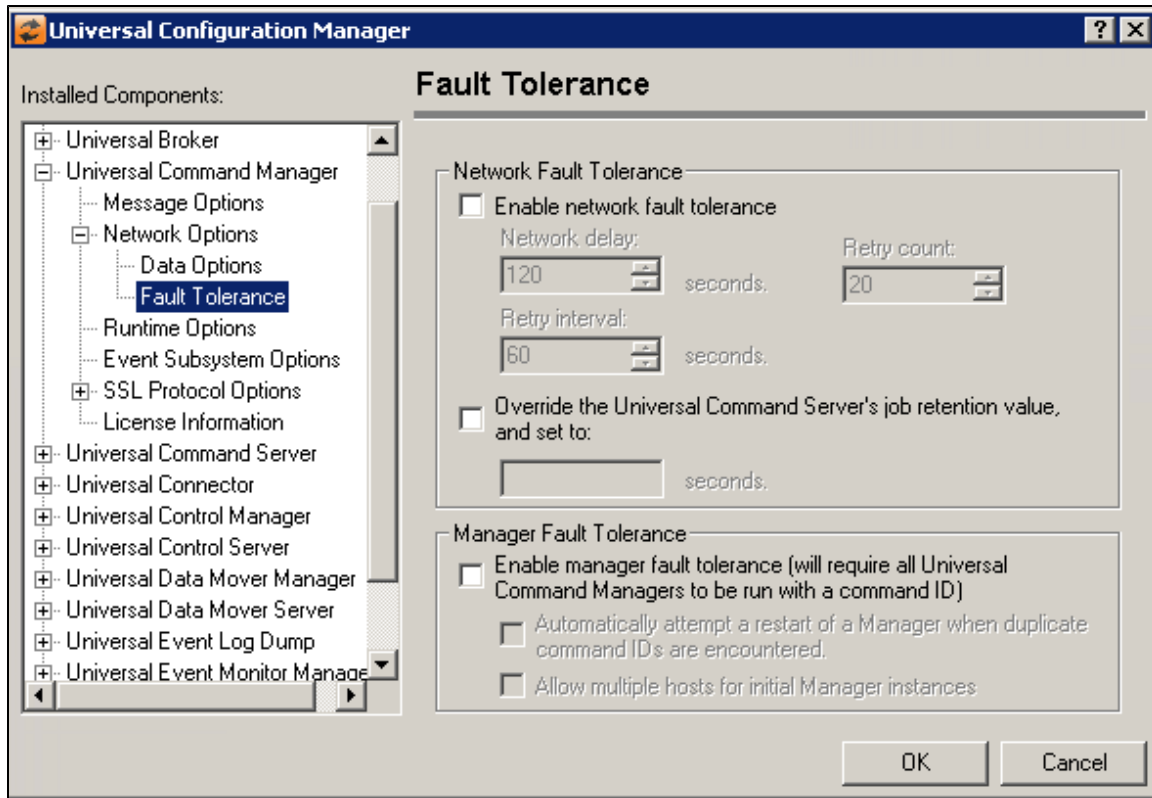 Universal Configuration Manager
Installed Components:
Universal Broker
Universal Command Manager
Message Options
Network Options
Data Options
Fault Tolerance
Runtime Options
Event Subsystem Options
SSL Protocol Options
License Information
Universal Command Server
Universal Connector
Universal Control Manager
Universal Control Server
Universal Data Mover Manager
Universal Data Mover Server
Universal Event Log Dump
Universal Event Monitor Manage
Fault Tolerance
Network Fault Tolerance
Enable network fault tolerance
Network delay:
120
seconds.
Retry count:
20
Retry interval:
60
seconds.
Override the Universal Command Server's job retention value,
and set to:
seconds.
Manager Fault Tolerance
Enable manager fault tolerance (will require all Universal
Command Managers to be run with a command ID)
Automatically attempt a restart of a Manager when duplicate
command IDs are encountered.
Allow multiple hosts for initial Manager instances
OK
Cancel